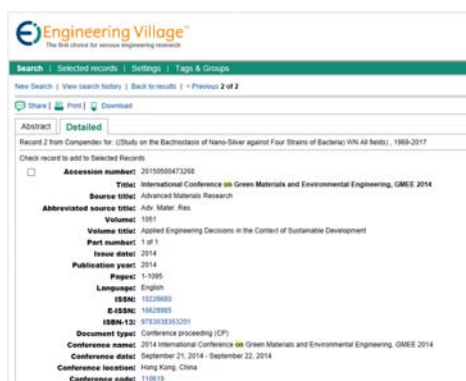 Engineering Village™
The first choice for serious engineering research
Search | Selected records | Settings | Tags & Groups
New Search | View search history | Back to results | < Previous 2 of 2
Share | Print | Download
Abstract Detailed
Record 2 from Compendex for: ((Study on the Bacteriostasis of Nano-Silver against Four Strains of Bacteria) WN All fields) , 1969-2017
Check record to add to Selected Records
Accession number: 20150500473268
Title: International Conference on Green Materials and Environmental Engineering, GMEE 2014
Source title: Advanced Materials Research
Abbreviated source title: Adv. Mater. Res.
Volume: 1051
Volume title: Applied Engineering Decisions in the Context of Sustainable Development
Part number: 1 of 1
Issue date: 2014
Publication year: 2014
Pages: 1-1095
Language: English
ISSN: 10226680
E-ISSN: 16628985
ISBN-13: 9783038353201
Document type: Conference proceeding (CP)
Conference name: 2014 International Conference on Green Materials and Environmental Engineering, GMEE 2014
Conference date: September 21, 2014 - September 22, 2014
Conference location: Hong Kong, China
Conference code: 110619